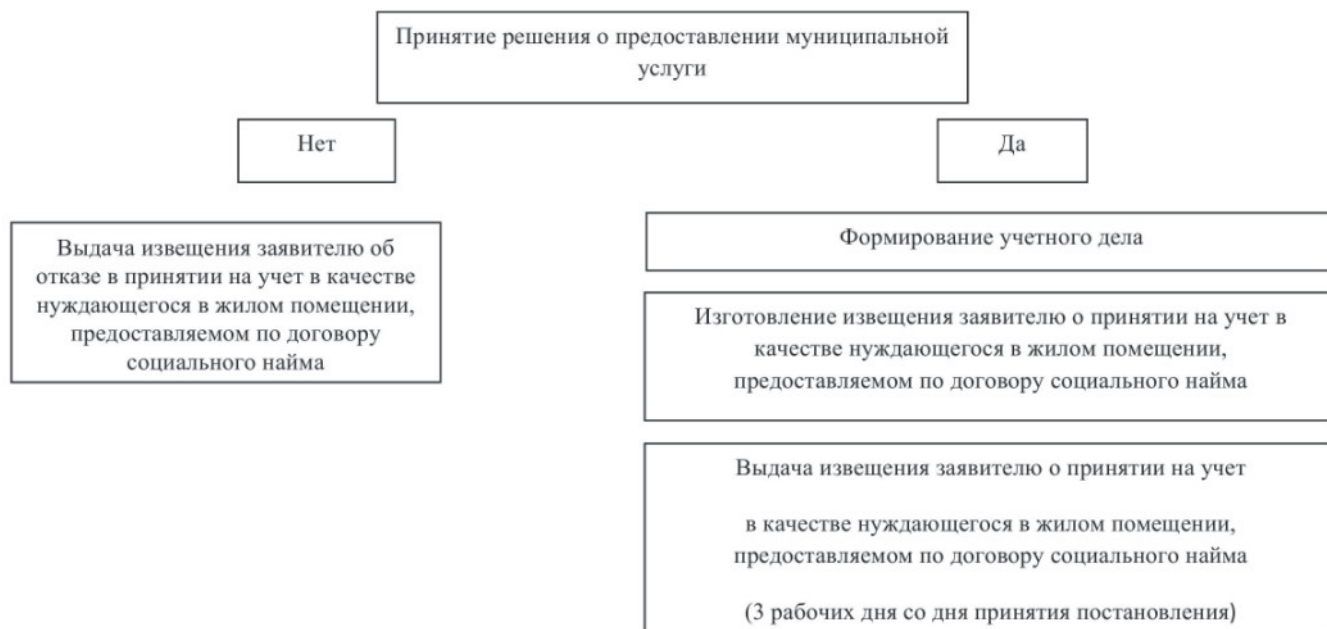 Принятие решения о предоставлении муниципальной
услуги
Нет
Да
Выдача извещения заявителю об
отказе в принятии на учет в качестве
нуждающегося в жилом помещении,
предоставляемом по договору
социального найма
Формирование учетного дела
Изготовление извещения заявителю о принятии на учет в
качестве нуждающегося в жилом помещении,
предоставляемом по договору социального найма
Выдача извещения заявителю о принятии на учет
в качестве нуждающегося в жилом помещении,
предоставляемом по договору социального найма
(3 рабочих дня со дня принятия постановления)